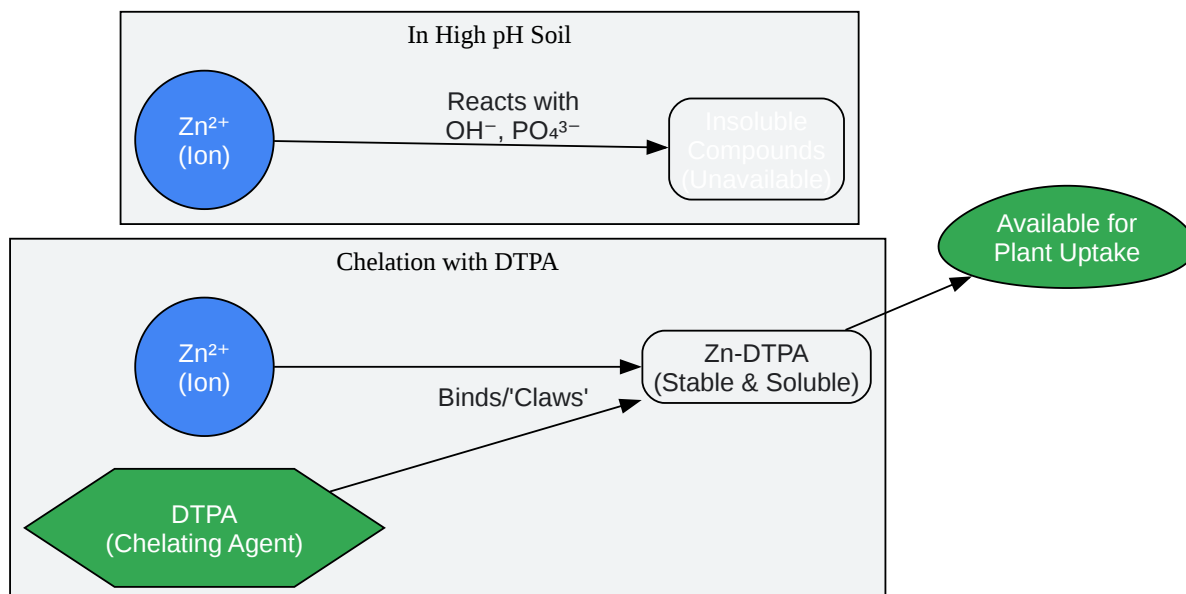 In High pH Soil
Zn²⁺
(Ion)
Reacts with
OH⁻, PO₄³⁻
Insoluble
Compounds
(Unavailable)
Available for
Plant Uptake
Chelation with DTPA
Zn²⁺
(Ion)
Binds/'Claws'
Zn-DTPA
(Stable & Soluble)
DTPA
(Chelating Agent)